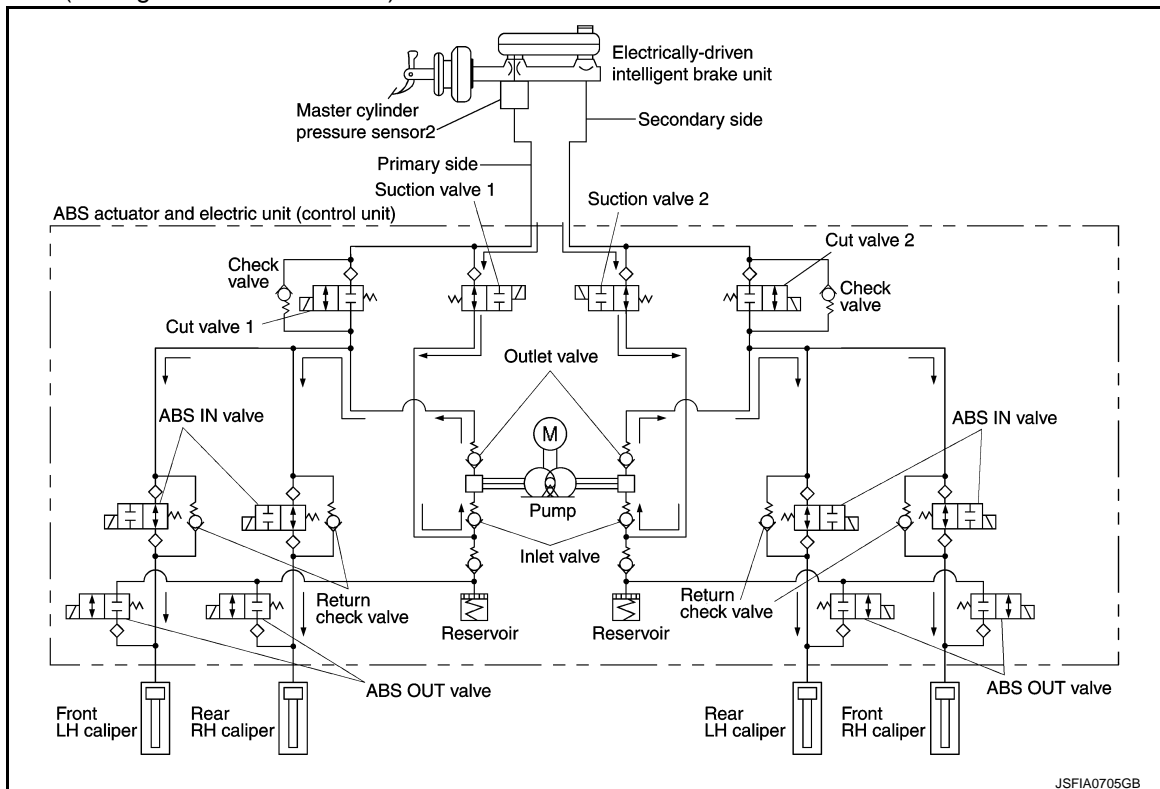 Electrically-driven
intelligent brake unit
Master cylinder
pressure sensor2
Secondary side
Primary side
Suction valve 1
Suction valve 2
ABS actuator and electric unit (control unit)
Cut valve 2
Check
valve
Check
valve
Cut valve 1
Outlet valve
ABS IN valve
ABS IN valve
M
Pump
Inlet valve
Return
check valve
Return
check valve
Reservoir
Reservoir
ABS OUT valve
ABS OUT valve
Front
LH caliper
Rear
RH caliper
Rear
LH caliper
Front
RH caliper
JSFIA0705GB